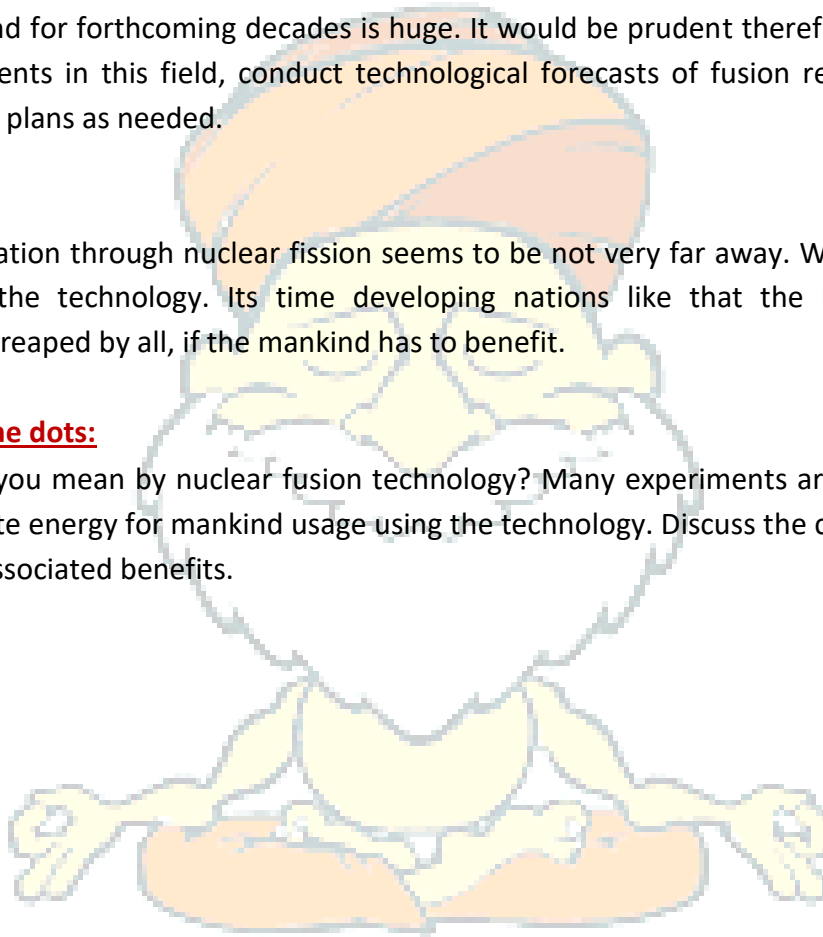 nd for forthcoming decades is huge. It would be prudent theref
ents in this field, conduct technological forecasts of fusion re
plans as needed.
ation through nuclear fission seems to be not very far away. W
the technology. Its time developing nations like that the
reaped by all, if the mankind has to benefit.
ne dots:
you mean by nuclear fusion technology? Many experiments ar
te energy for mankind usage using the technology. Discuss the
ssociated benefits.